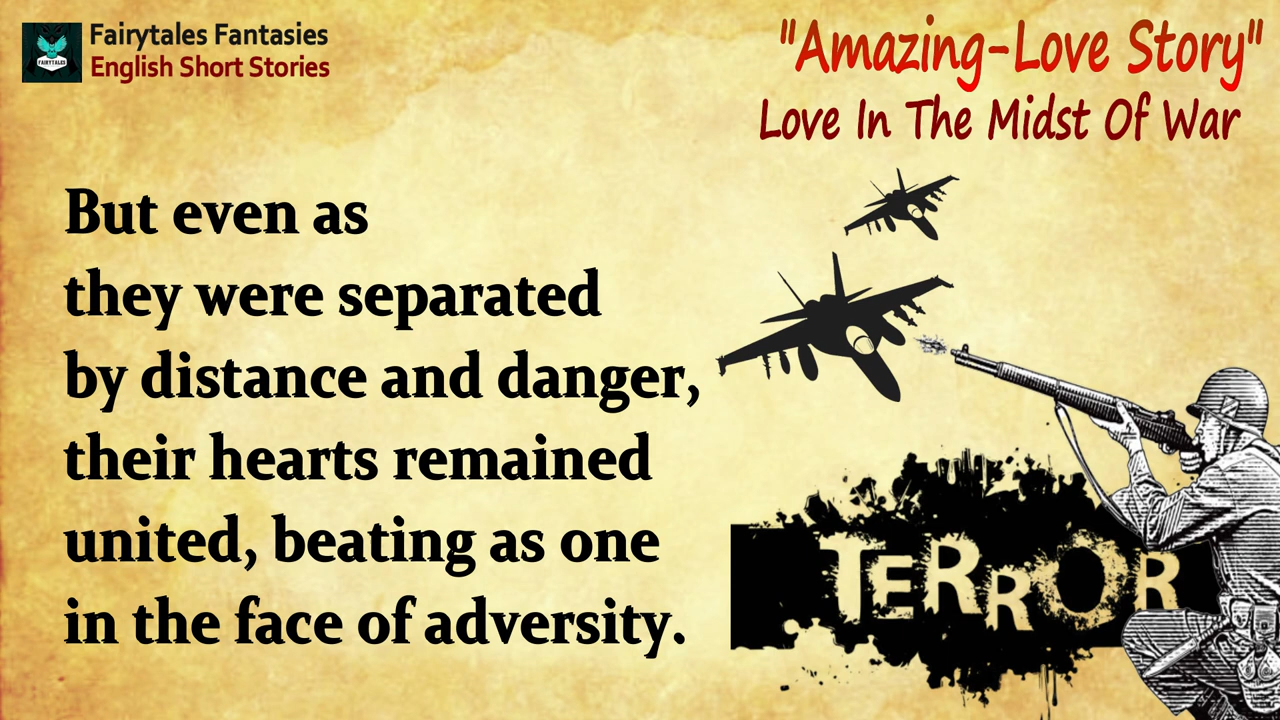 Fairytales Fantasies
English Short Stories
FAIRYTALES
"Amazing-Love Story"
Love In The Midst Of War
But even as
they were separated
by distance and danger,
their hearts remained
united, beating as one
in the face of adversity.
TERROR